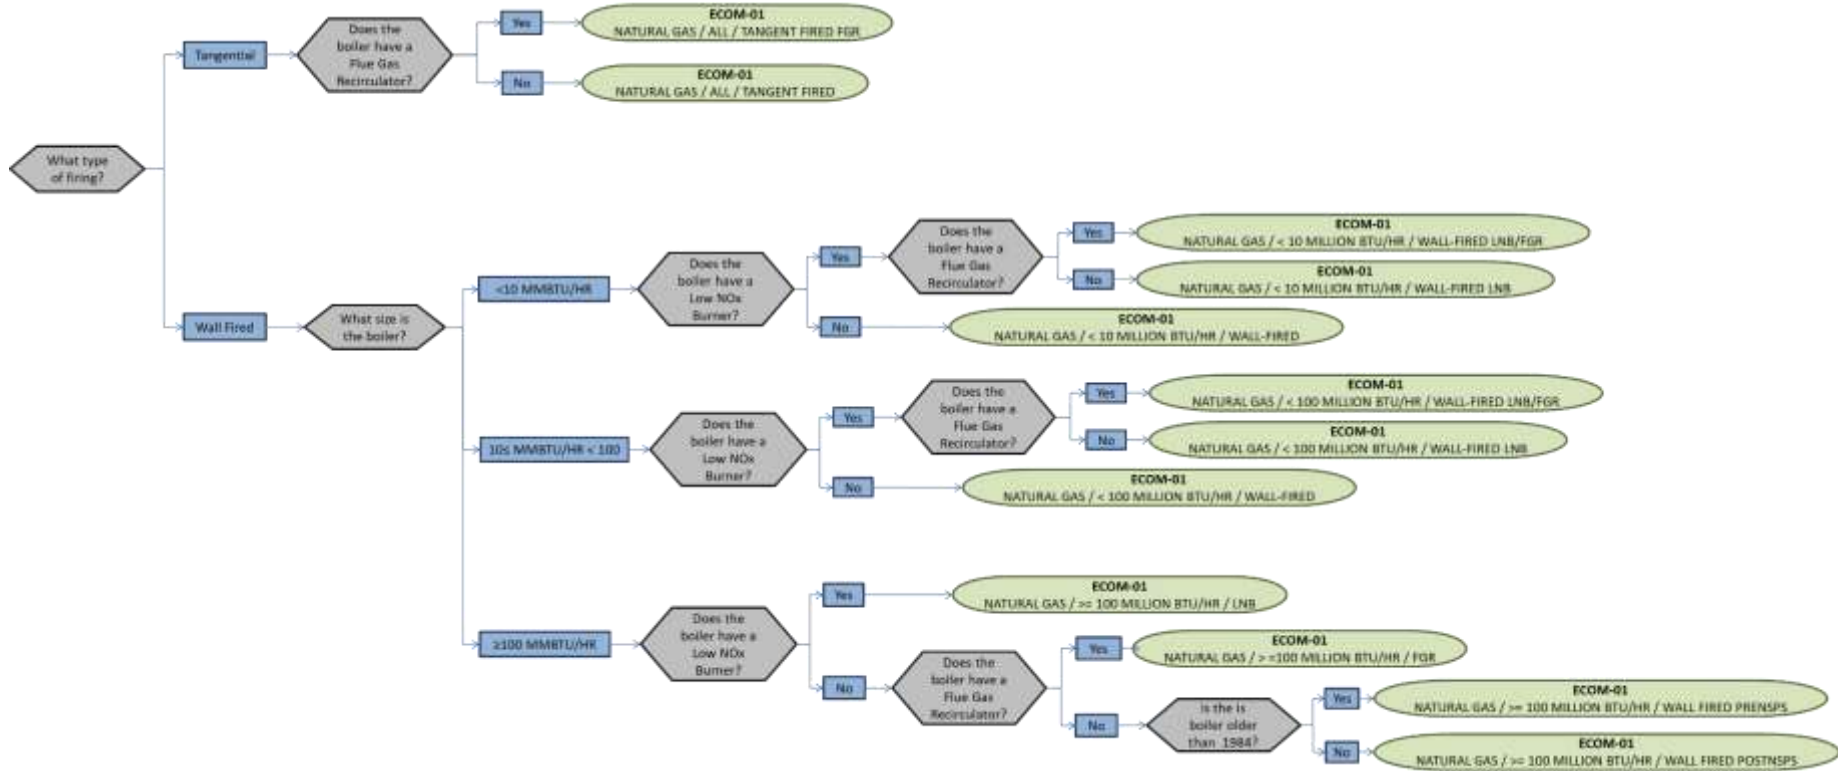 What type
of firing?
Tangential
Does the
boiler have a
Flue Gas
Recirculator?
Yes
ECOM-01
NATURAL GAS / ALL / TANGENT FIRED FGR
No
ECOM-01
NATURAL GAS / ALL / TANGENT FIRED
Wall Fired
What size is
the boiler?
<10 MMBTU/HR
Does the
boiler have a
Low NOx
Burner?
Yes
Does the
boiler have a
Flue Gas
Recirculator?
Yes
ECOM-01
NATURAL GAS / < 10 MILLION BTU/HR / WALL-FIRED LNB/FGR
No
ECOM-01
NATURAL GAS / < 10 MILLION BTU/HR / WALL-FIRED LNB
No
ECOM-01
NATURAL GAS / < 10 MILLION BTU/HR / WALL-FIRED
10≤ MMBTU/HR < 100
Does the
boiler have a
Low NOx
Burner?
Yes
Does the
boiler have a
Flue Gas
Recirculator?
Yes
ECOM-01
NATURAL GAS / < 100 MILLION BTU/HR / WALL-FIRED LNB/FGR
No
ECOM-01
NATURAL GAS / < 100 MILLION BTU/HR / WALL-FIRED LNB
No
ECOM-01
NATURAL GAS / < 100 MILLION BTU/HR / WALL-FIRED
≥100 MMBTU/HR
Does the
boiler have a
Low NOx
Burner?
Yes
ECOM-01
NATURAL GAS / >= 100 MILLION BTU/HR / LNB
No
Does the
boiler have a
Flue Gas
Recirculator?
Yes
ECOM-01
NATURAL GAS / > =100 MILLION BTU/HR / FGR
No
Is the is
boiler older
than 1984?
Yes
ECOM-01
NATURAL GAS / >= 100 MILLION BTU/HR / WALL FIRED PRENSPS
No
ECOM-01
NATURAL GAS / >= 100 MILLION BTU/HR / WALL FIRED POSTNSPS